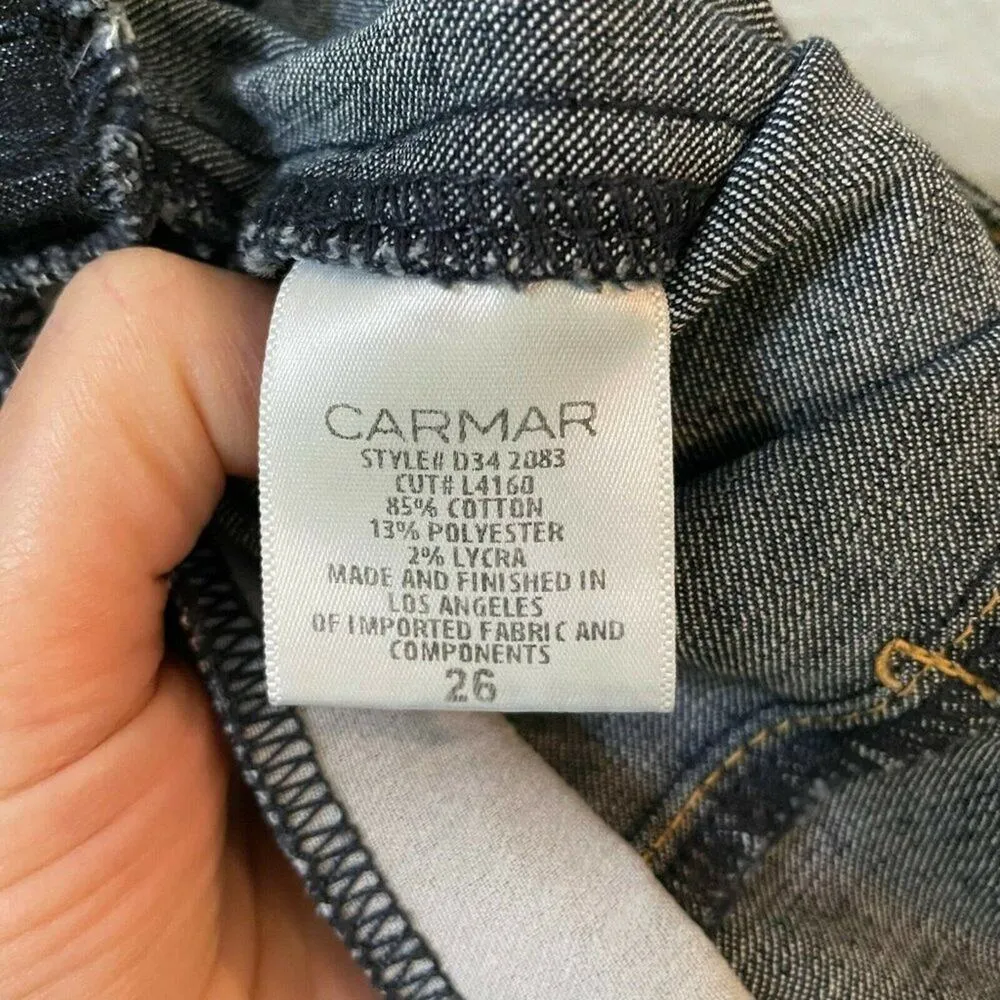 CARMAR
STYLE# D34 2083
CUT# L4160
85% COTTON
13% POLYESTER
2% LYCRA
MADE AND FINISHED IN
LOS ANGELES
OF IMPORTED FABRIC AND
COMPONENTS
26